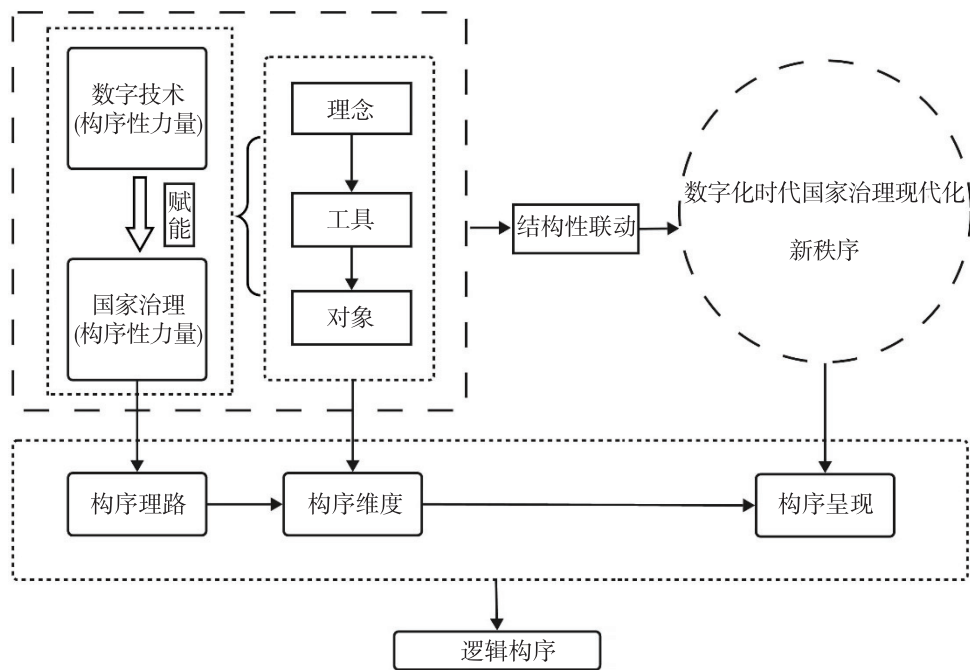 数字技术
(构序性力量)
赋
能
国家治理
(构序性力量)
理念
工具
对象
结构性联动
数字化时代国家治理现代化
新秩序
构序理路
构序维度
构序呈现
逻辑构序